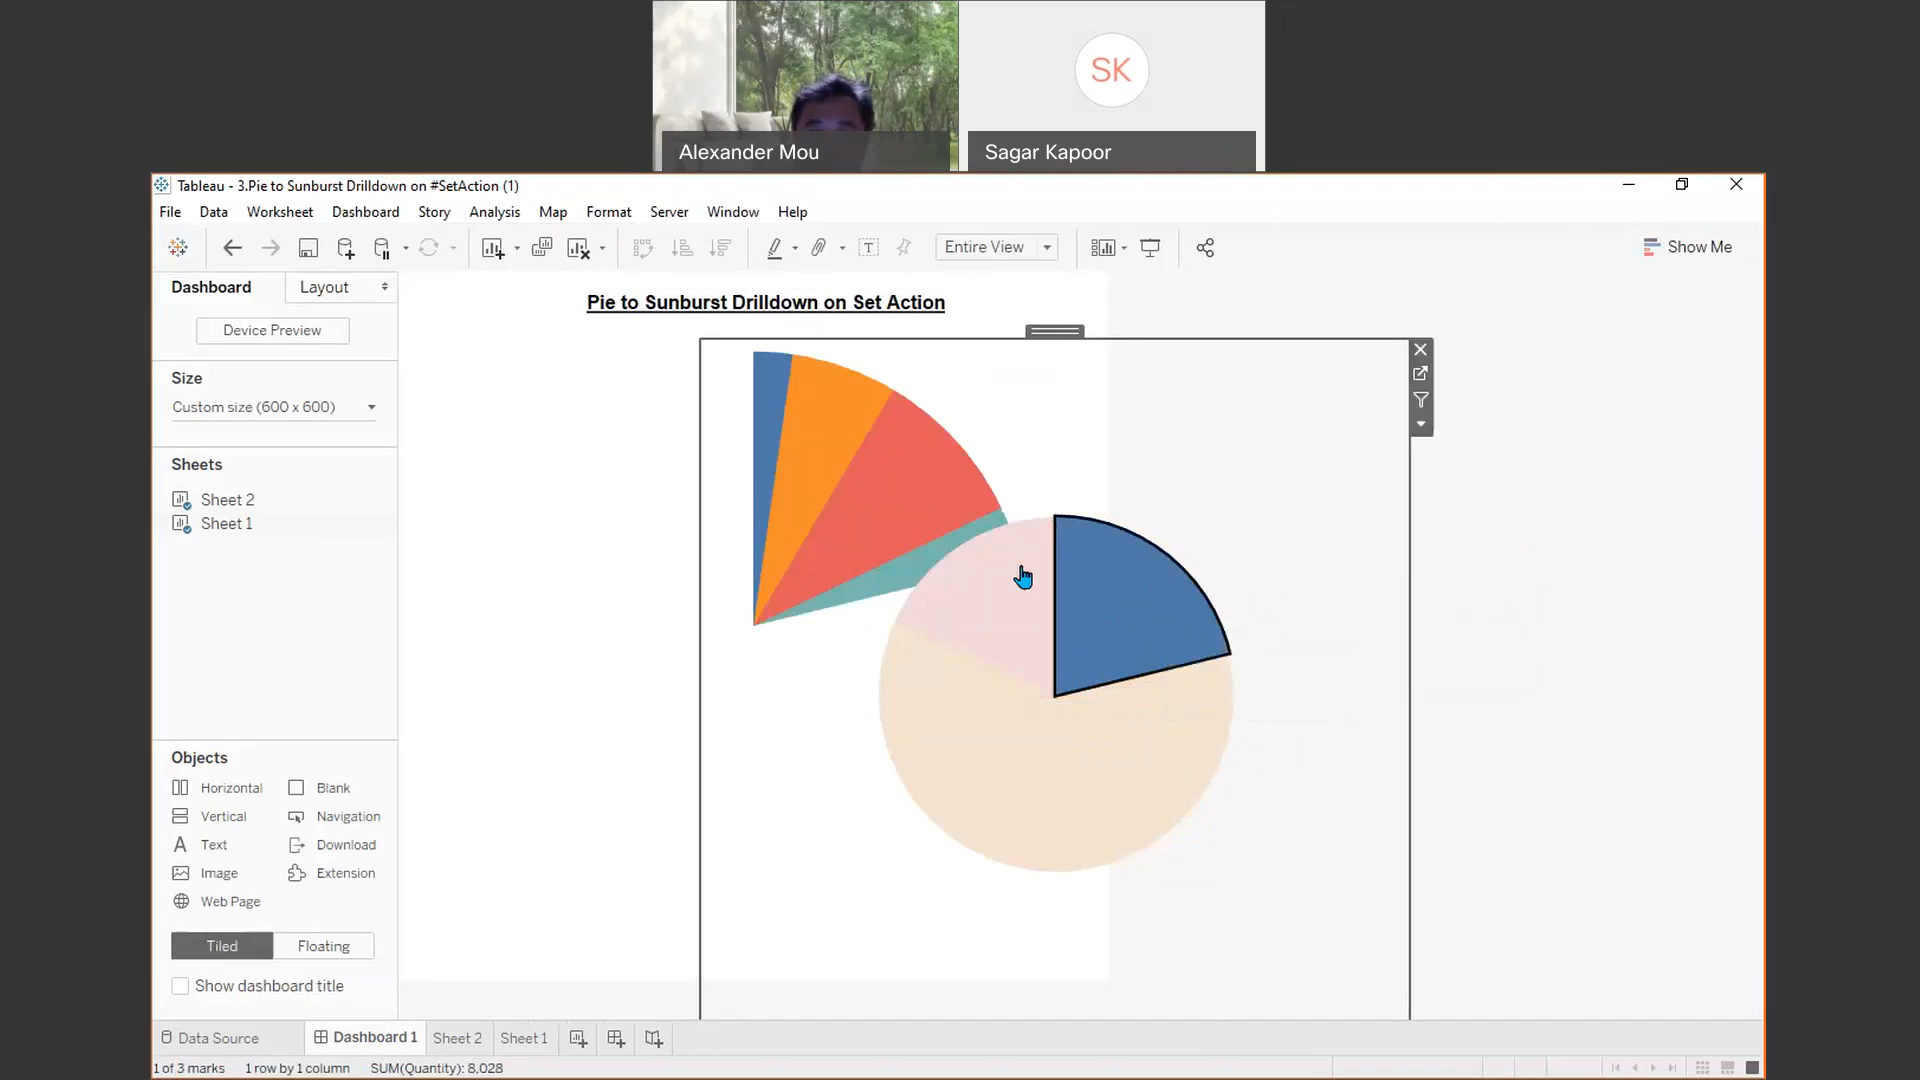 SK
Alexander Mou
Sagar Kapoor
Tableau - 3.Pie to Sunburst Drilldown on #SetAction (1)
File Data Worksheet Dashboard Story Analysis Map Format Server Window Help
Entire View
Show Me
Dashboard
Layout
Device Preview
Size
Custom size (600 x 600)
Sheets
Sheet 2
Sheet 1
Pie to Sunburst Drilldown on Set Action
Objects
Horizontal Blank
Vertical Navigation
A Text Download
Image Extension
Web Page
Tiled Floating
Show dashboard title
Data Source Dashboard 1 Sheet 2 Sheet 1
1 of 3 marks 1 row by 1 column SUM(Quantity): 8,028